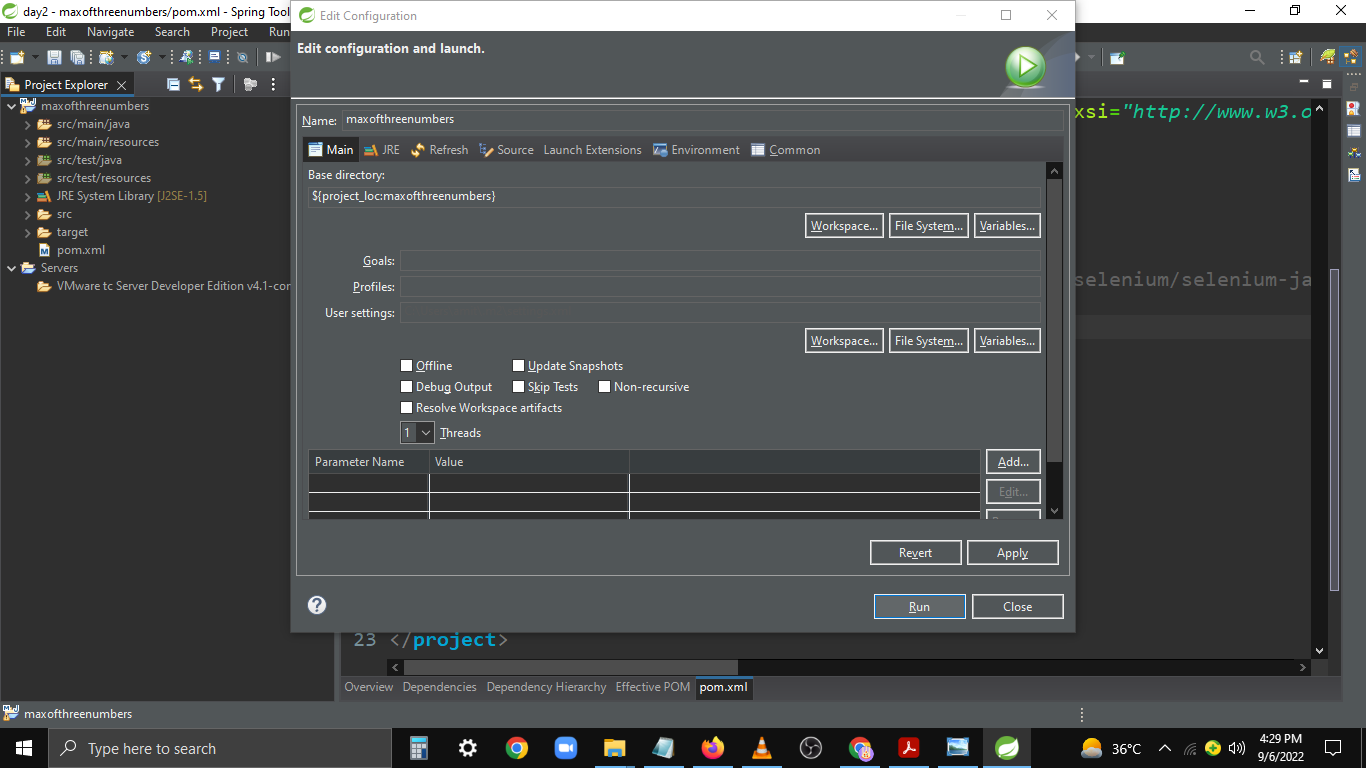 day2 - maxofthreenumbers/pom.xml - Spring Tool
Edit Configuration
File Edit Navigate Search Project Run
Edit configuration and launch.
Project Explorer
maxofthreenumbers
src/main/java
src/main/resources
src/test/java
src/test/resources
JRE System Library [J2SE-1.5]
src
target
pom.xml
Servers
VMware tc Server Developer Edition v4.1-cor
Name: maxofthreenumbers
Main JRE Refresh Source Launch Extensions Environment Common
Base directory:
${project_loc:maxofthreenumbers}
Workspace... File System... Variables...
Goals:
Profiles:
User settings:
Workspace... File System... Variables...
Offline Update Snapshots
Debug Output Skip Tests Non-recursive
Resolve Workspace artifacts
1 Threads
Parameter Name Value
Add...
Edit...
Revert Apply
? Run Close
xsi="http://www.w3.o
selenium/selenium-ja
23 </project>
Overview Dependencies Dependency Hierarchy Effective POM pom.xml
maxofthreenumbers
Type here to search
36°C
4:29 PM
9/6/2022